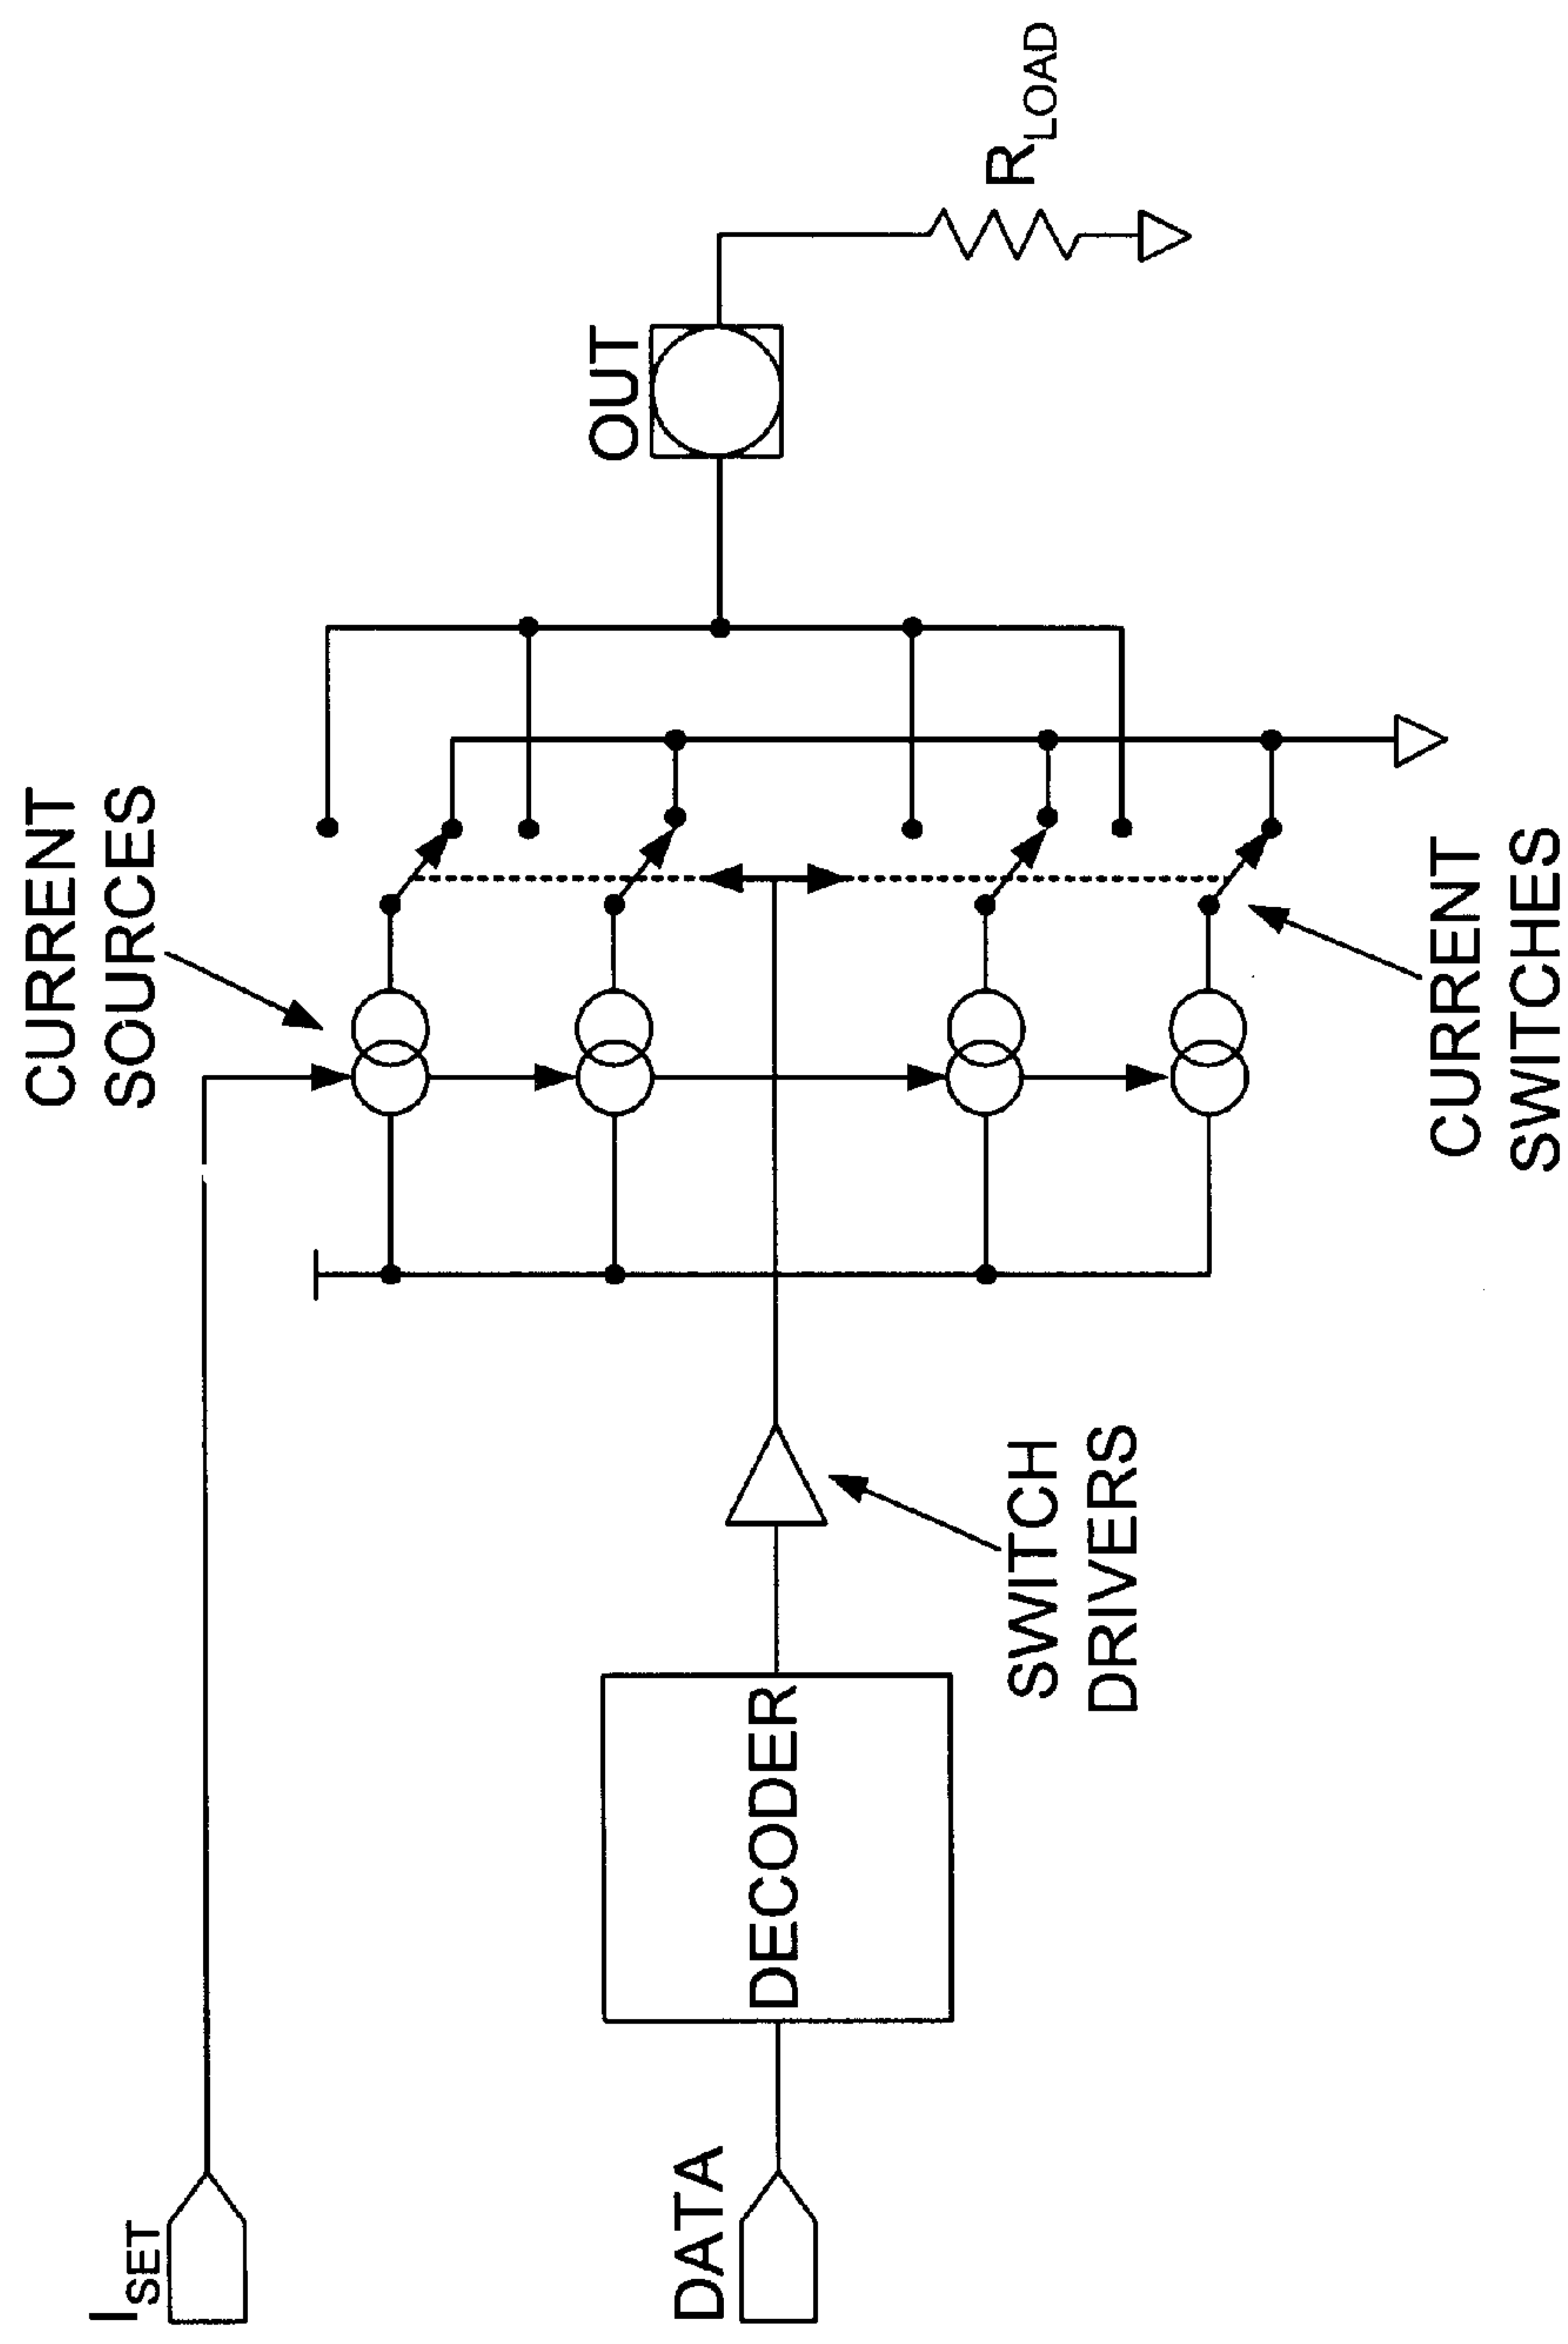 I_SET
DATA
DECODER
SWITCH
DRIVERS
CURRENT
SOURCES
CURRENT
SWITCHES
OUT
R_LOAD